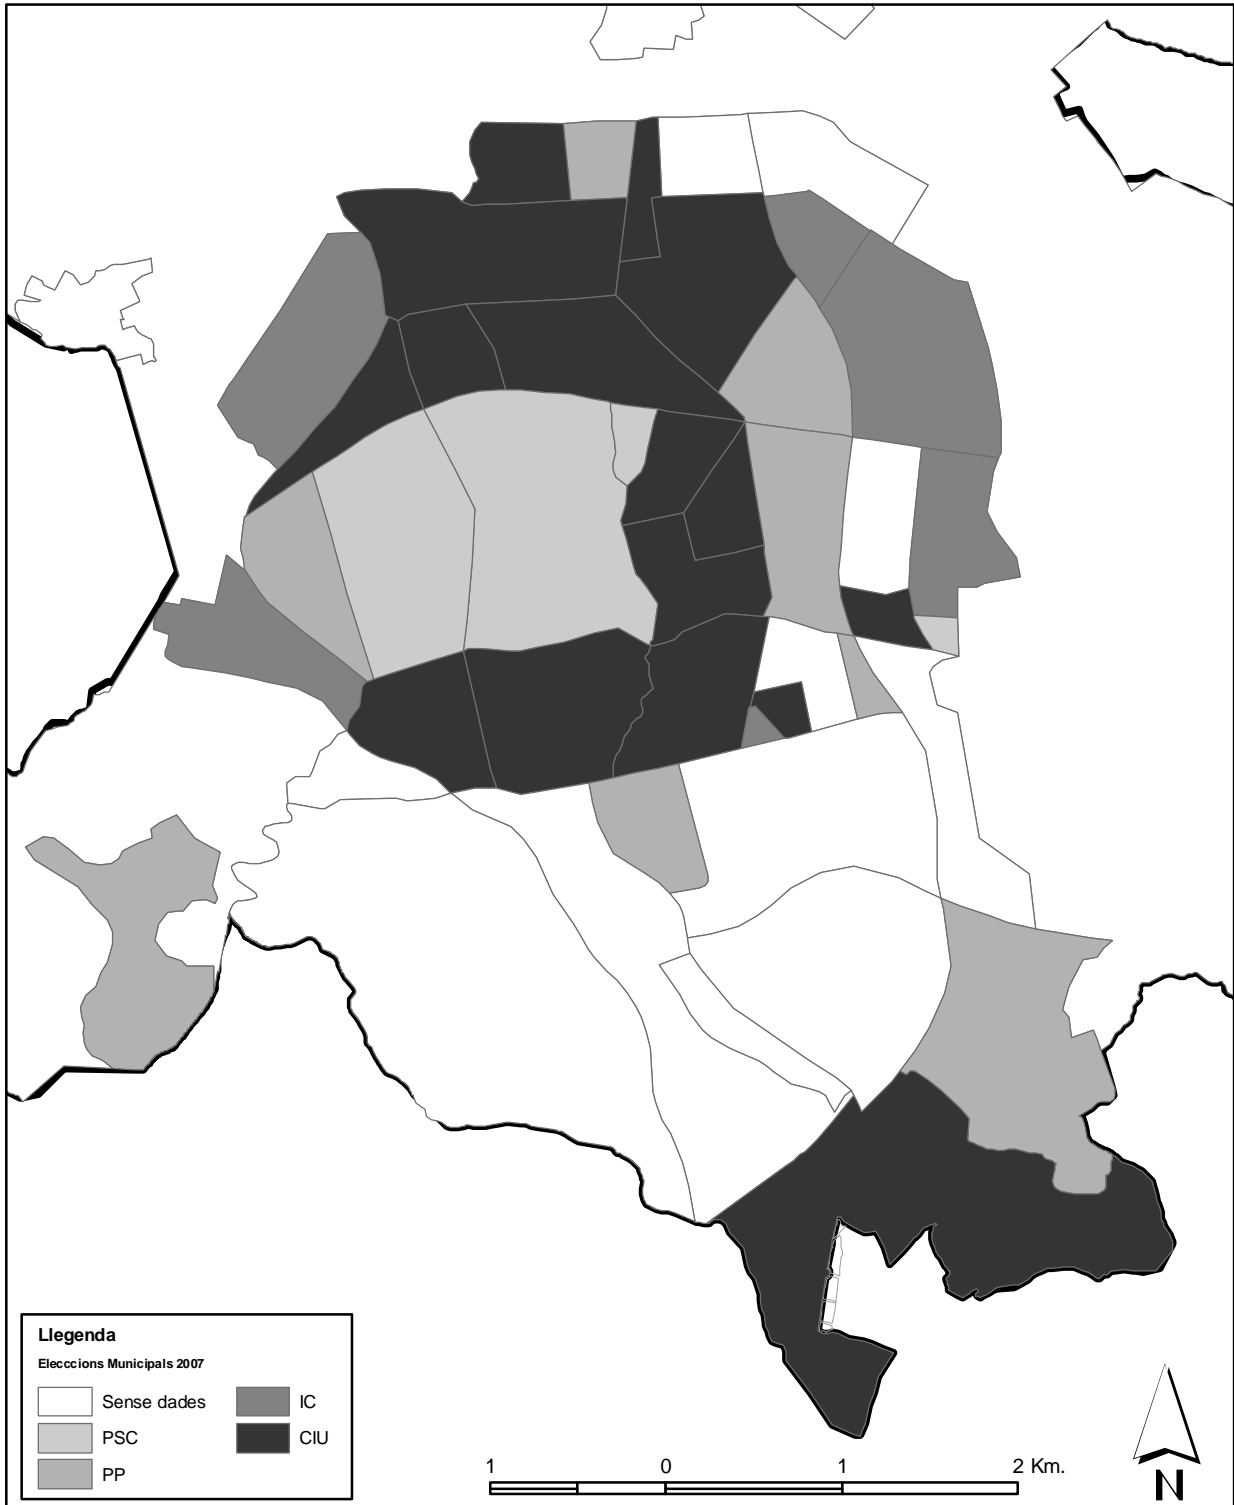 Llegenda
Elecccions Municipals 2007
Sense dades
IC
PSC
CIU
PP
1 0 1 2 Km.
N